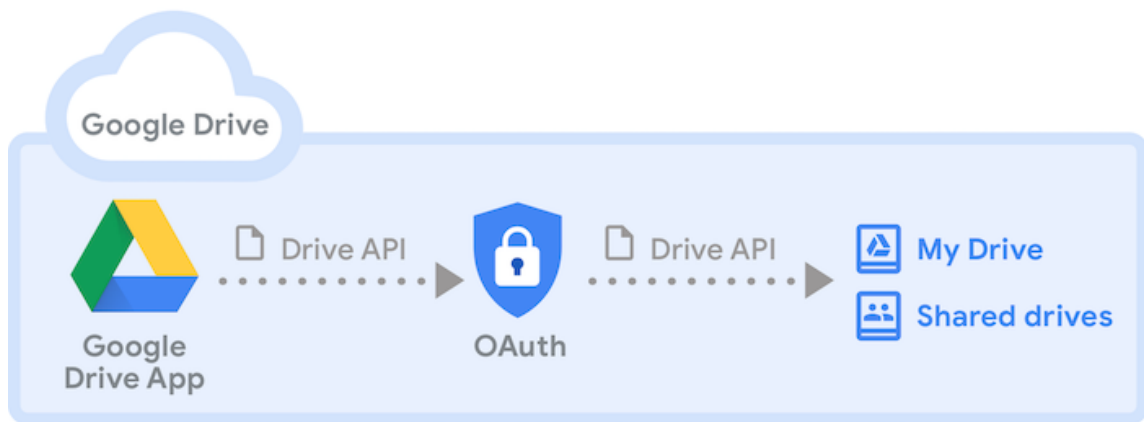 Google Drive
Drive API
Drive API
My Drive
Shared drives
Google
Drive App
OAuth